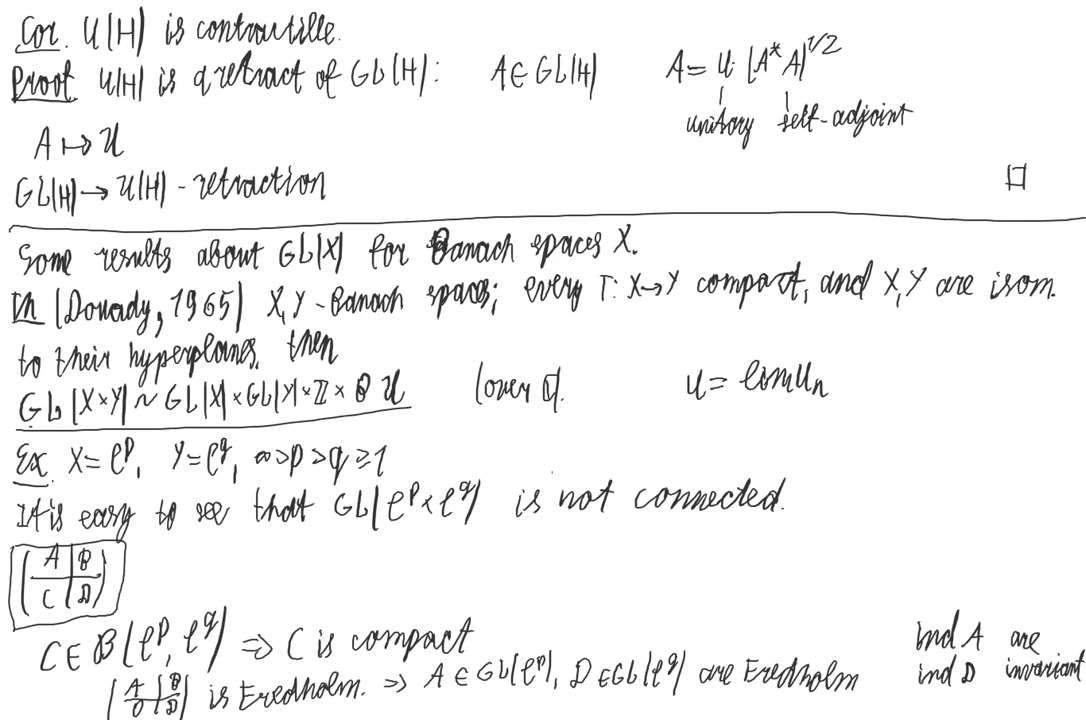 Cor. U(H) is contractible.
Proof U(H) is a retract of GL(H): A ∈ GL(H) A = U (A* A)^{1/2}
unitary self-adjoint
A ↦ U
GL(H) → U(H) - retraction □
Some results about GL(X) for Banach spaces X.
Th (Douady, 1965) X, Y - Banach spaces; every T: X→Y compact, and X, Y are isom.
to their hyperplanes, then
GL(X×Y) ~ GL(X) × GL(Y) × ℤ × U (over ℂ). U = lim U_n
Ex X = ℓ^p, Y = ℓ^q, ∞ > p > q ≥ 1
It is easy to see that GL(ℓ^p × ℓ^q) is not connected.
(A | B
C | D)
C ∈ B(ℓ^p, ℓ^q) ⇒ C is compact ind A are
(A | B / 0 | D) is Fredholm. ⇒ A ∈ GL(ℓ^p), D ∈ GL(ℓ^q) are Fredholm ind D invariant